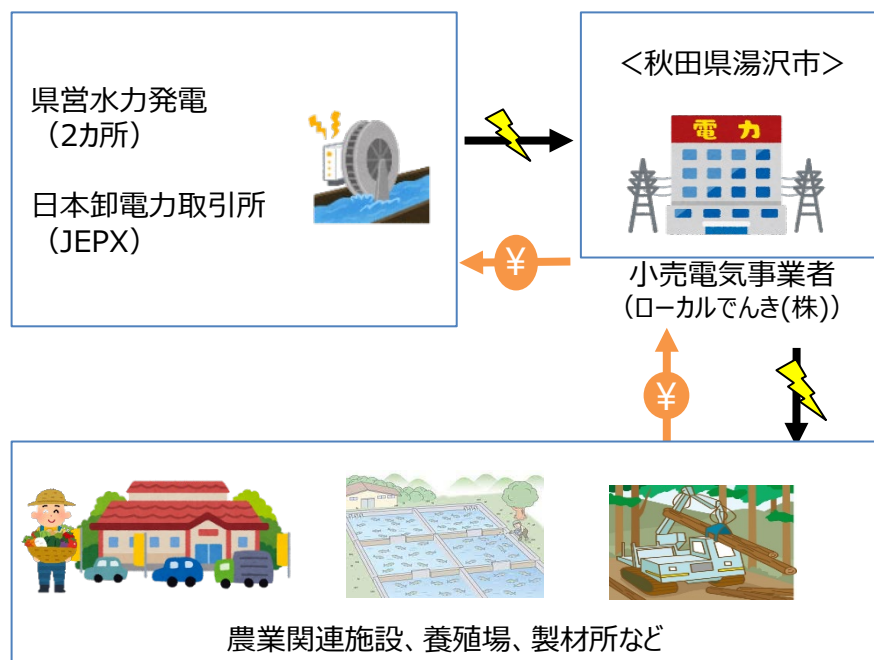 県営水力発電
（2カ所）
日本卸電力取引所
（JEPX）
¥
＜秋田県湯沢市＞
電力
小売電気事業者
（ローカルでんき(株)）
¥
農業関連施設、養殖場、製材所など